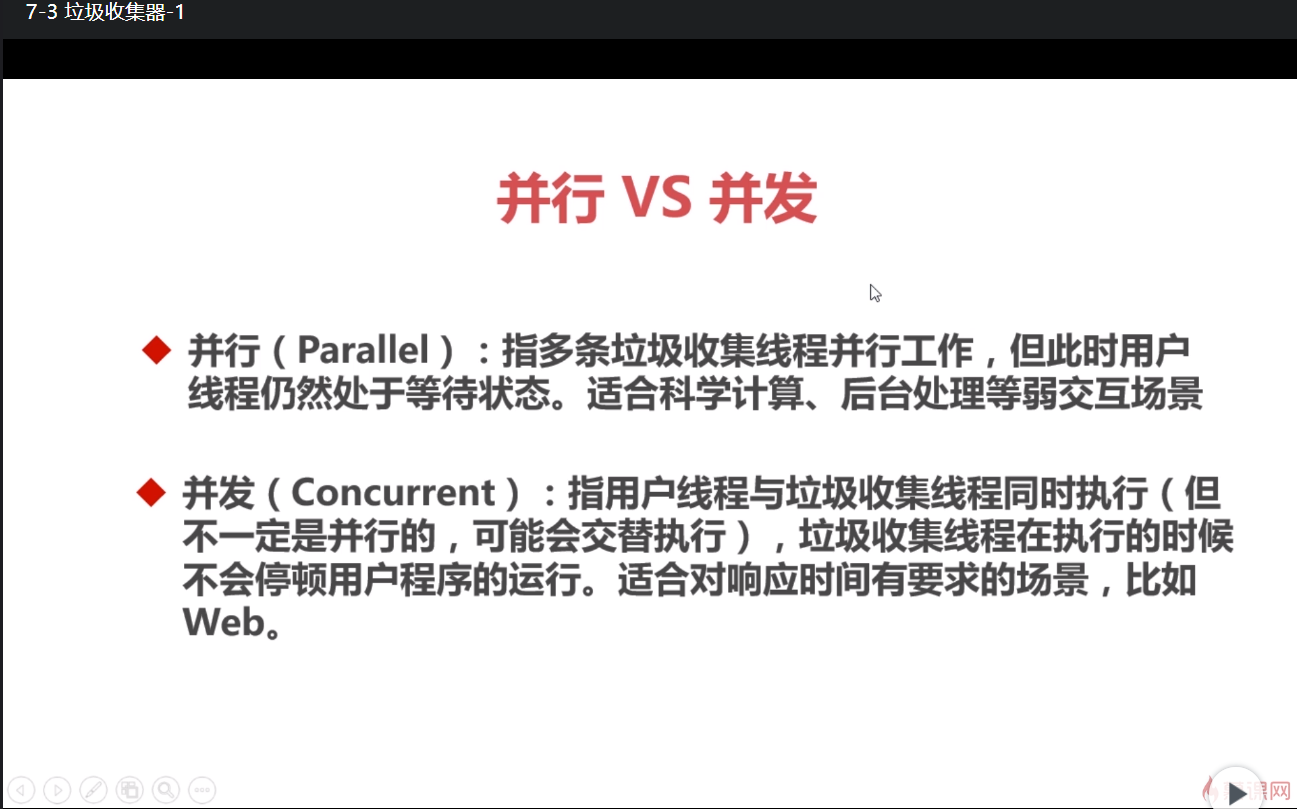 7-3 垃圾收集器-1
并行 VS 并发
并行（Parallel）：指多条垃圾收集线程并行工作，但此时用户
线程仍然处于等待状态。适合科学计算、后台处理等弱交互场景
并发（Concurrent）：指用户线程与垃圾收集线程同时执行（但
不一定是并行的，可能会交替执行），垃圾收集线程在执行的时候
不会停顿用户程序的运行。适合对响应时间有要求的场景，比如
Web。
课网